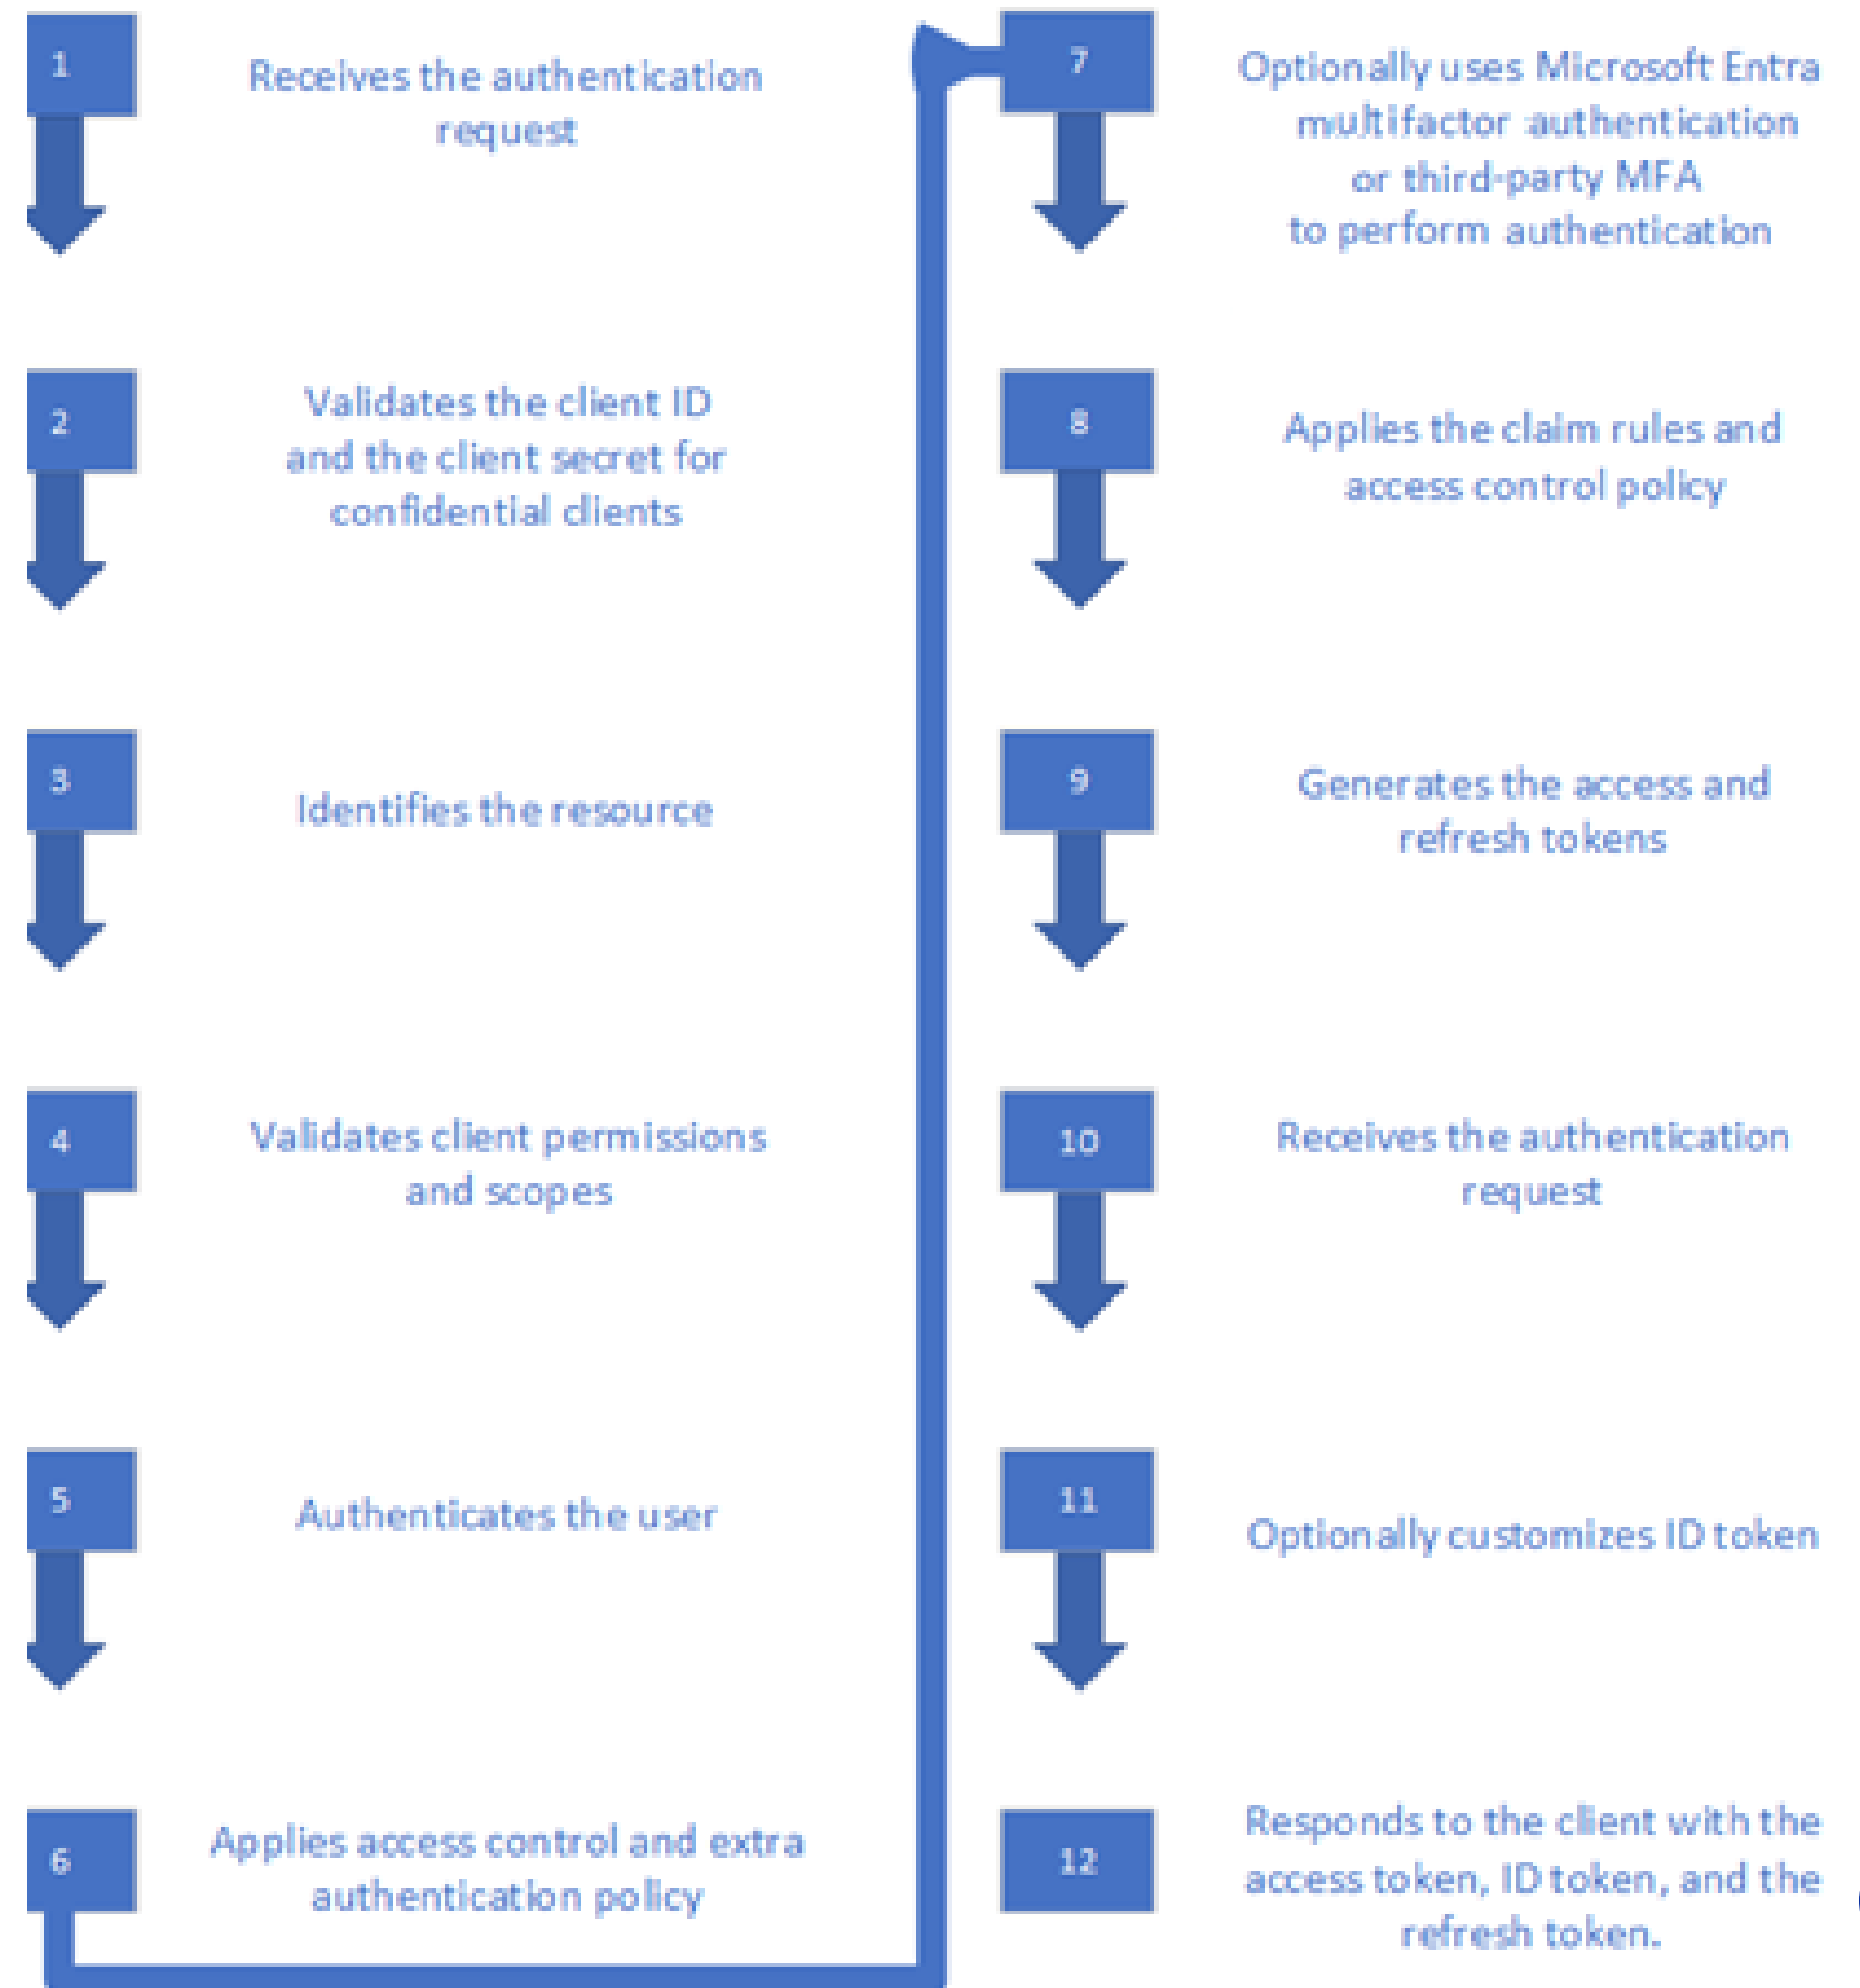 1
Receives the authentication
request
2
Validates the client ID
and the client secret for
confidential clients
3
Identifies the resource
4
Validates client permissions
and scopes
5
Authenticates the user
6
Applies access control and extra
authentication policy
7
Optionally uses Microsoft Entra
multifactor authentication
or third-party MFA
to perform authentication
8
Applies the claim rules and
access control policy
9
Generates the access and
refresh tokens
10
Receives the authentication
request
11
Optionally customizes ID token
12
Responds to the client with the
access token, ID token, and the
refresh token.